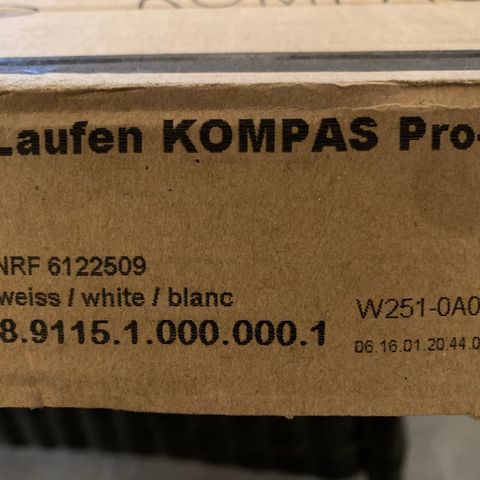 Laufen KOMPAS Pro-
NRF 6122509
weiss / white / blanc
8.9115.1.000.000.1
W251-0A0
06.16.01.20.44.0